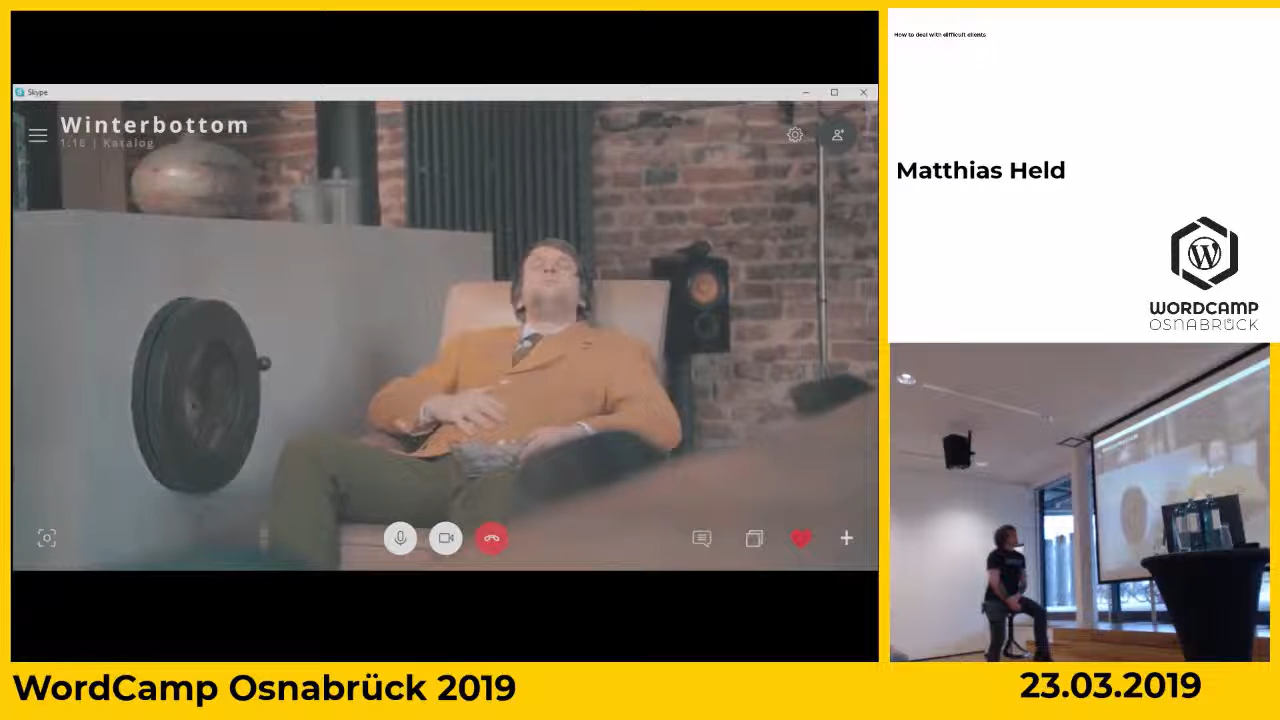 Skype
Winterbottom
1:16 | Katalog
How to deal with difficult clients
Matthias Held
WORDCAMP
OSNABRÜCK
WordCamp Osnabrück 2019
23.03.2019